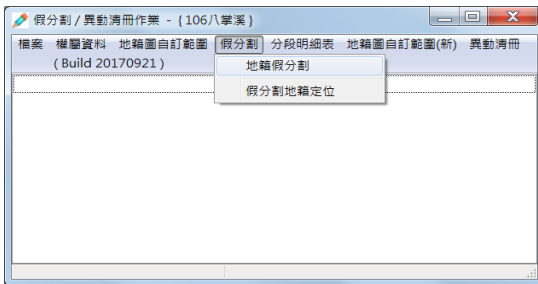 假分割 / 異動清冊作業 - {106八掌溪}
檔案 權屬資料 地籍圖自訂範圍 假分割 分段明細表 地籍圖自訂範圍(新) 異動清冊
(Build 20170921)
地籍假分割
假分割地籍定位